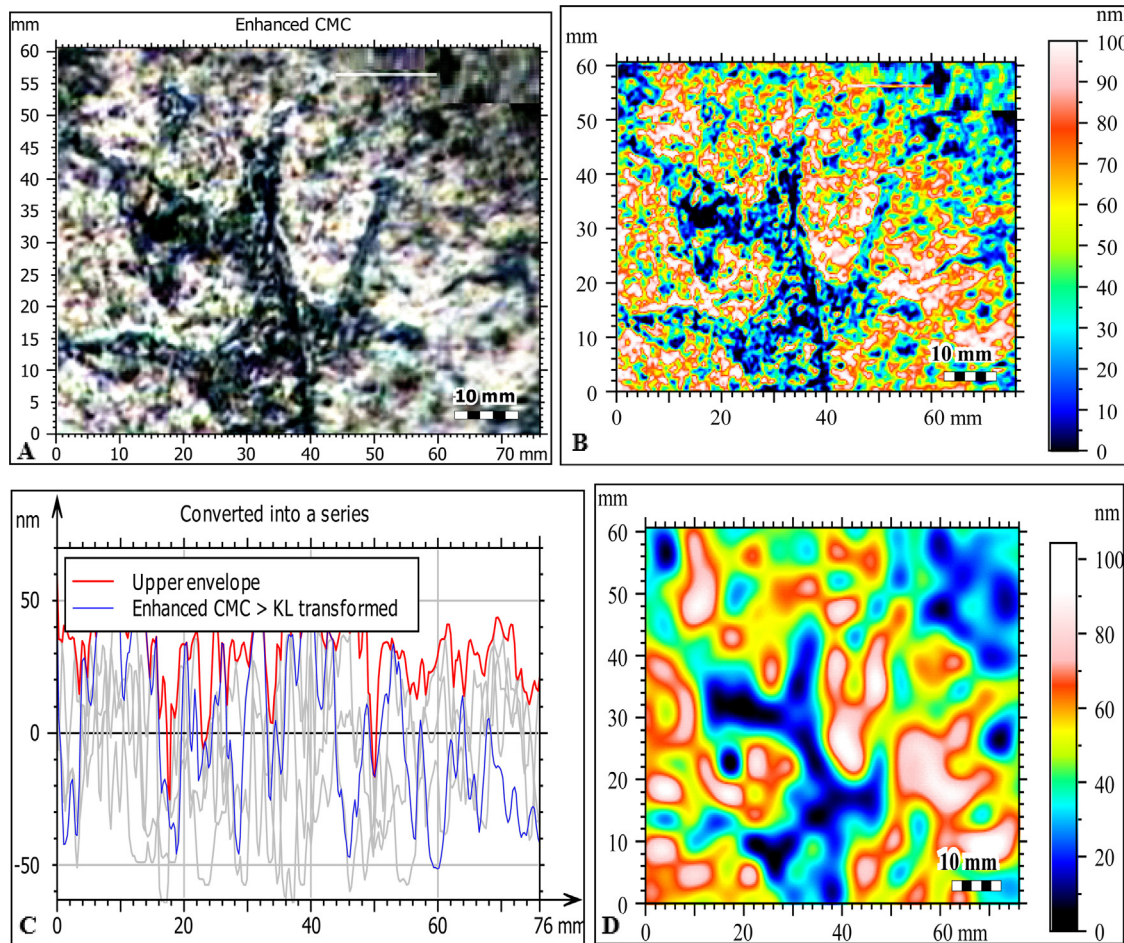 mm
Enhanced CMC
60
55
50
45
40
35
30
25
20
15
10
5
0
10 mm
A
0 10 20 30 40 50 60 70 mm
nm
mm
60
50
40
30
20
10
0
10 mm
0 20 40 60 mm
B
100
90
80
70
60
50
40
30
20
10
0
nm
Converted into a series
Upper envelope
Enhanced CMC > KL transformed
50
0
-50
C
0 20 40 60 76 mm
mm
60
50
40
30
20
10
0
10 mm
D
0 20 40 60 mm
nm
100
80
60
40
20
0